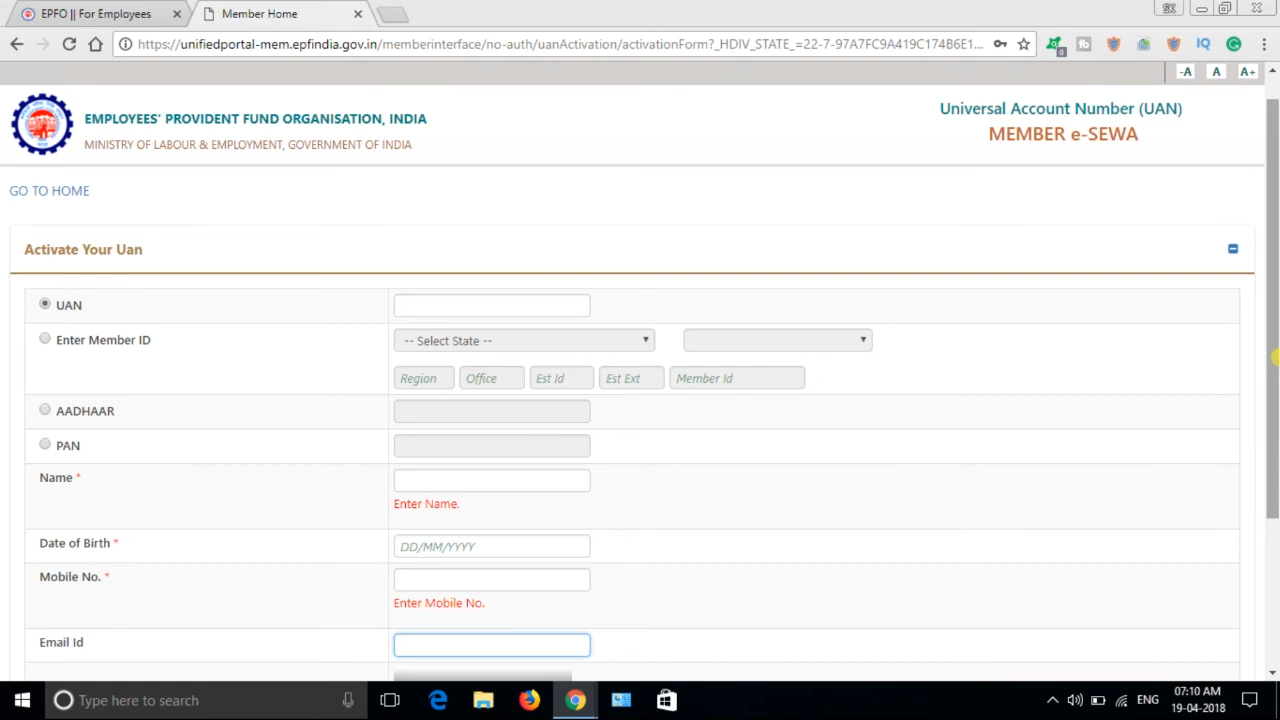 EPFO || For Employees
Member Home
https://unifiedportal-mem.epfindia.gov.in/memberinterface/no-auth/uanActivation/activationForm?_HDIV_STATE_=22-7-97A7FC9A419C174B6E1...
-A A A+
EMPLOYEES' PROVIDENT FUND ORGANISATION, INDIA
MINISTRY OF LABOUR & EMPLOYMENT, GOVERNMENT OF INDIA
Universal Account Number (UAN)
MEMBER e-SEWA
GO TO HOME
Activate Your Uan
UAN
Enter Member ID
-- Select State --
Region Office Est Id Est Ext Member Id
AADHAAR
PAN
Name *
Enter Name.
Date of Birth *
DD/MM/YYYY
Mobile No. *
Enter Mobile No.
Email Id
Type here to search
ENG
07:10 AM
19-04-2018